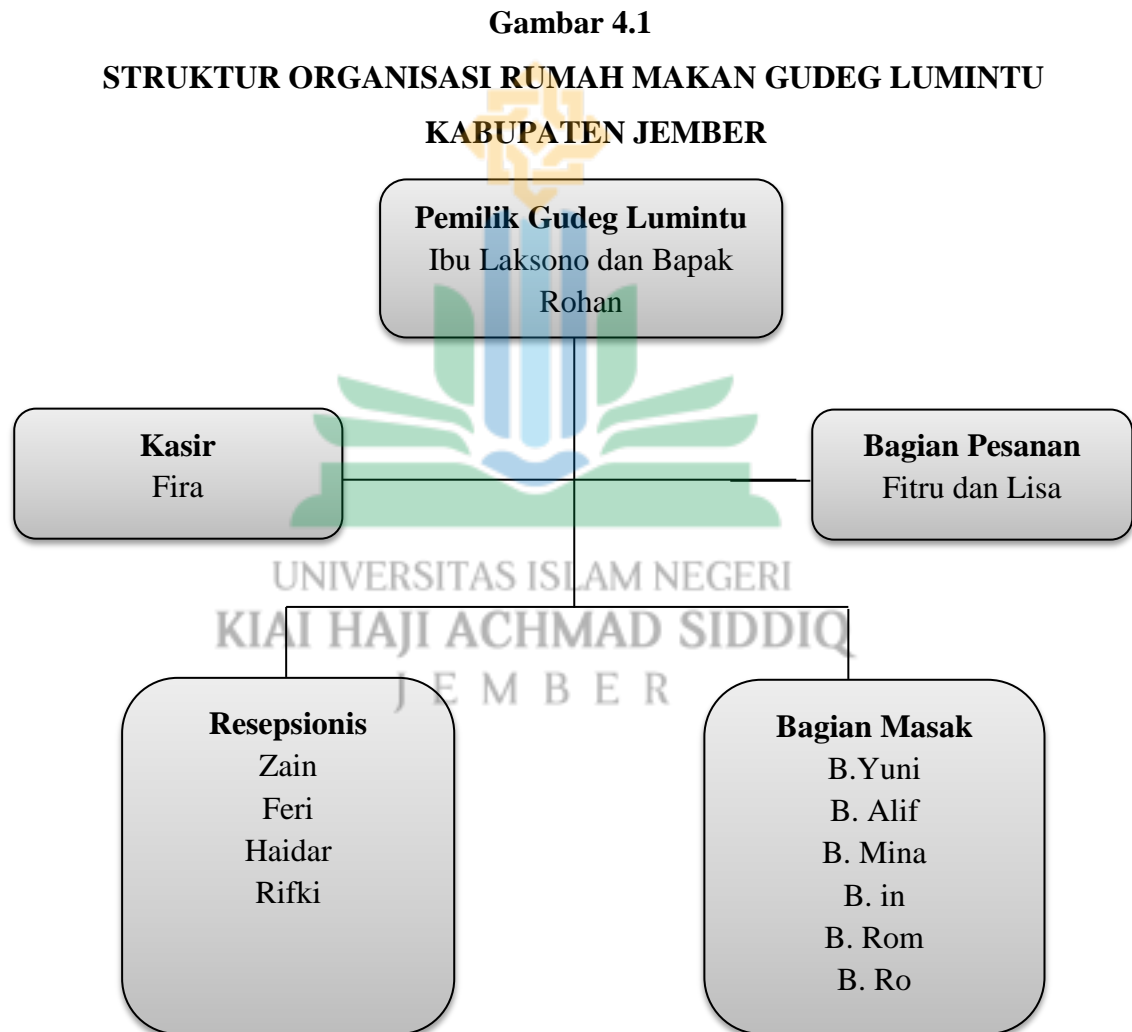 Gambar 4.1
STRUKTUR ORGANISASI RUMAH MAKAN GUDEG LUMINTU
KABUPATEN JEMBER
Pemilik Gudeg Lumintu
Ibu Laksono dan Bapak
Rohan
Kasir
Fira
Bagian Pesanan
Fitru dan Lisa
UNIVERSITAS ISLAM NEGERI
KIAI HAJI ACHMAD SIDDIQ
JEMBER
Resepsionis
Zain
Feri
Haidar
Rifki
Bagian Masak
B.Yuni
B. Alif
B. Mina
B. in
B. Rom
B. Ro